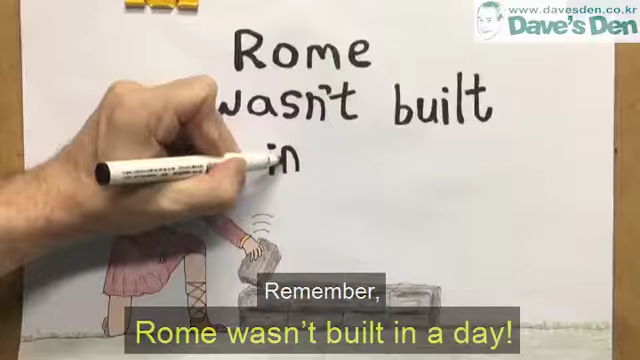 www.davesden.co.kr
Dave's Den
Rome
wasn't built
in
Remember,
Rome wasn't built in a day!